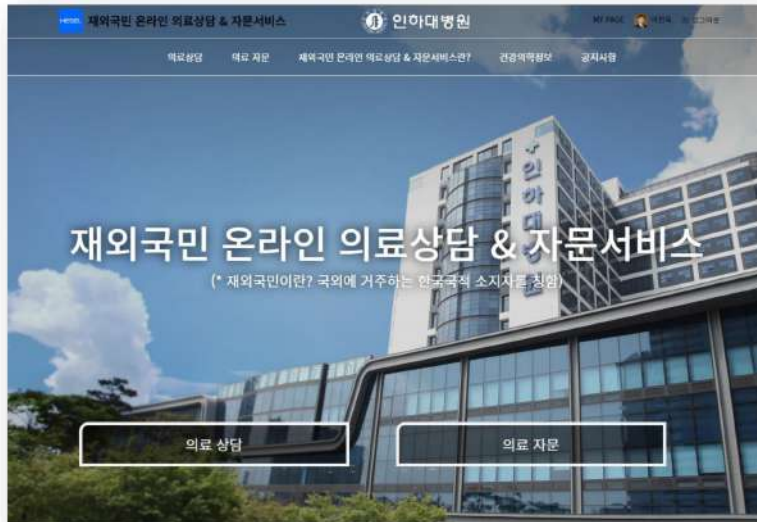 재외국민 온라인 의료상담 & 자문서비스
인하대병원
MY PAGE
의료상담
의료 자문
재외국민 온라인 의료상담 & 자문서비스란?
건강의학정보
공지사항
인하대병원
재외국민 온라인 의료상담 & 자문서비스
(* 재외국민이란? 국외에 거주하는 한국국적 소지자를 칭함)
의료 상담
의료 자문